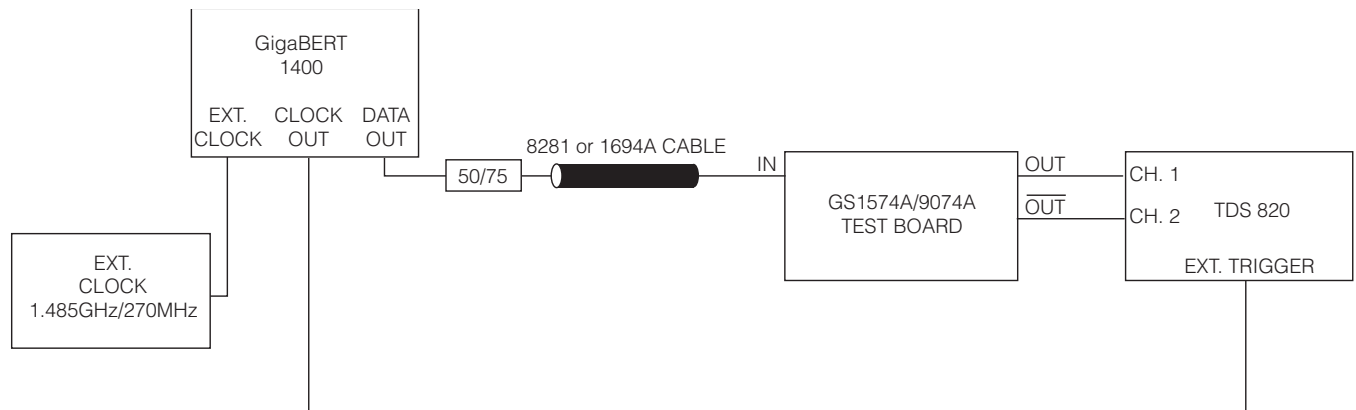 GigaBERT
1400
EXT. CLOCK DATA
CLOCK OUT OUT
8281 or 1694A CABLE
50/75
IN
GS1574A/9074A
TEST BOARD
OUT
OUT
CH. 1
CH. 2
TDS 820
EXT. TRIGGER
EXT.
CLOCK
1.485GHz/270MHz